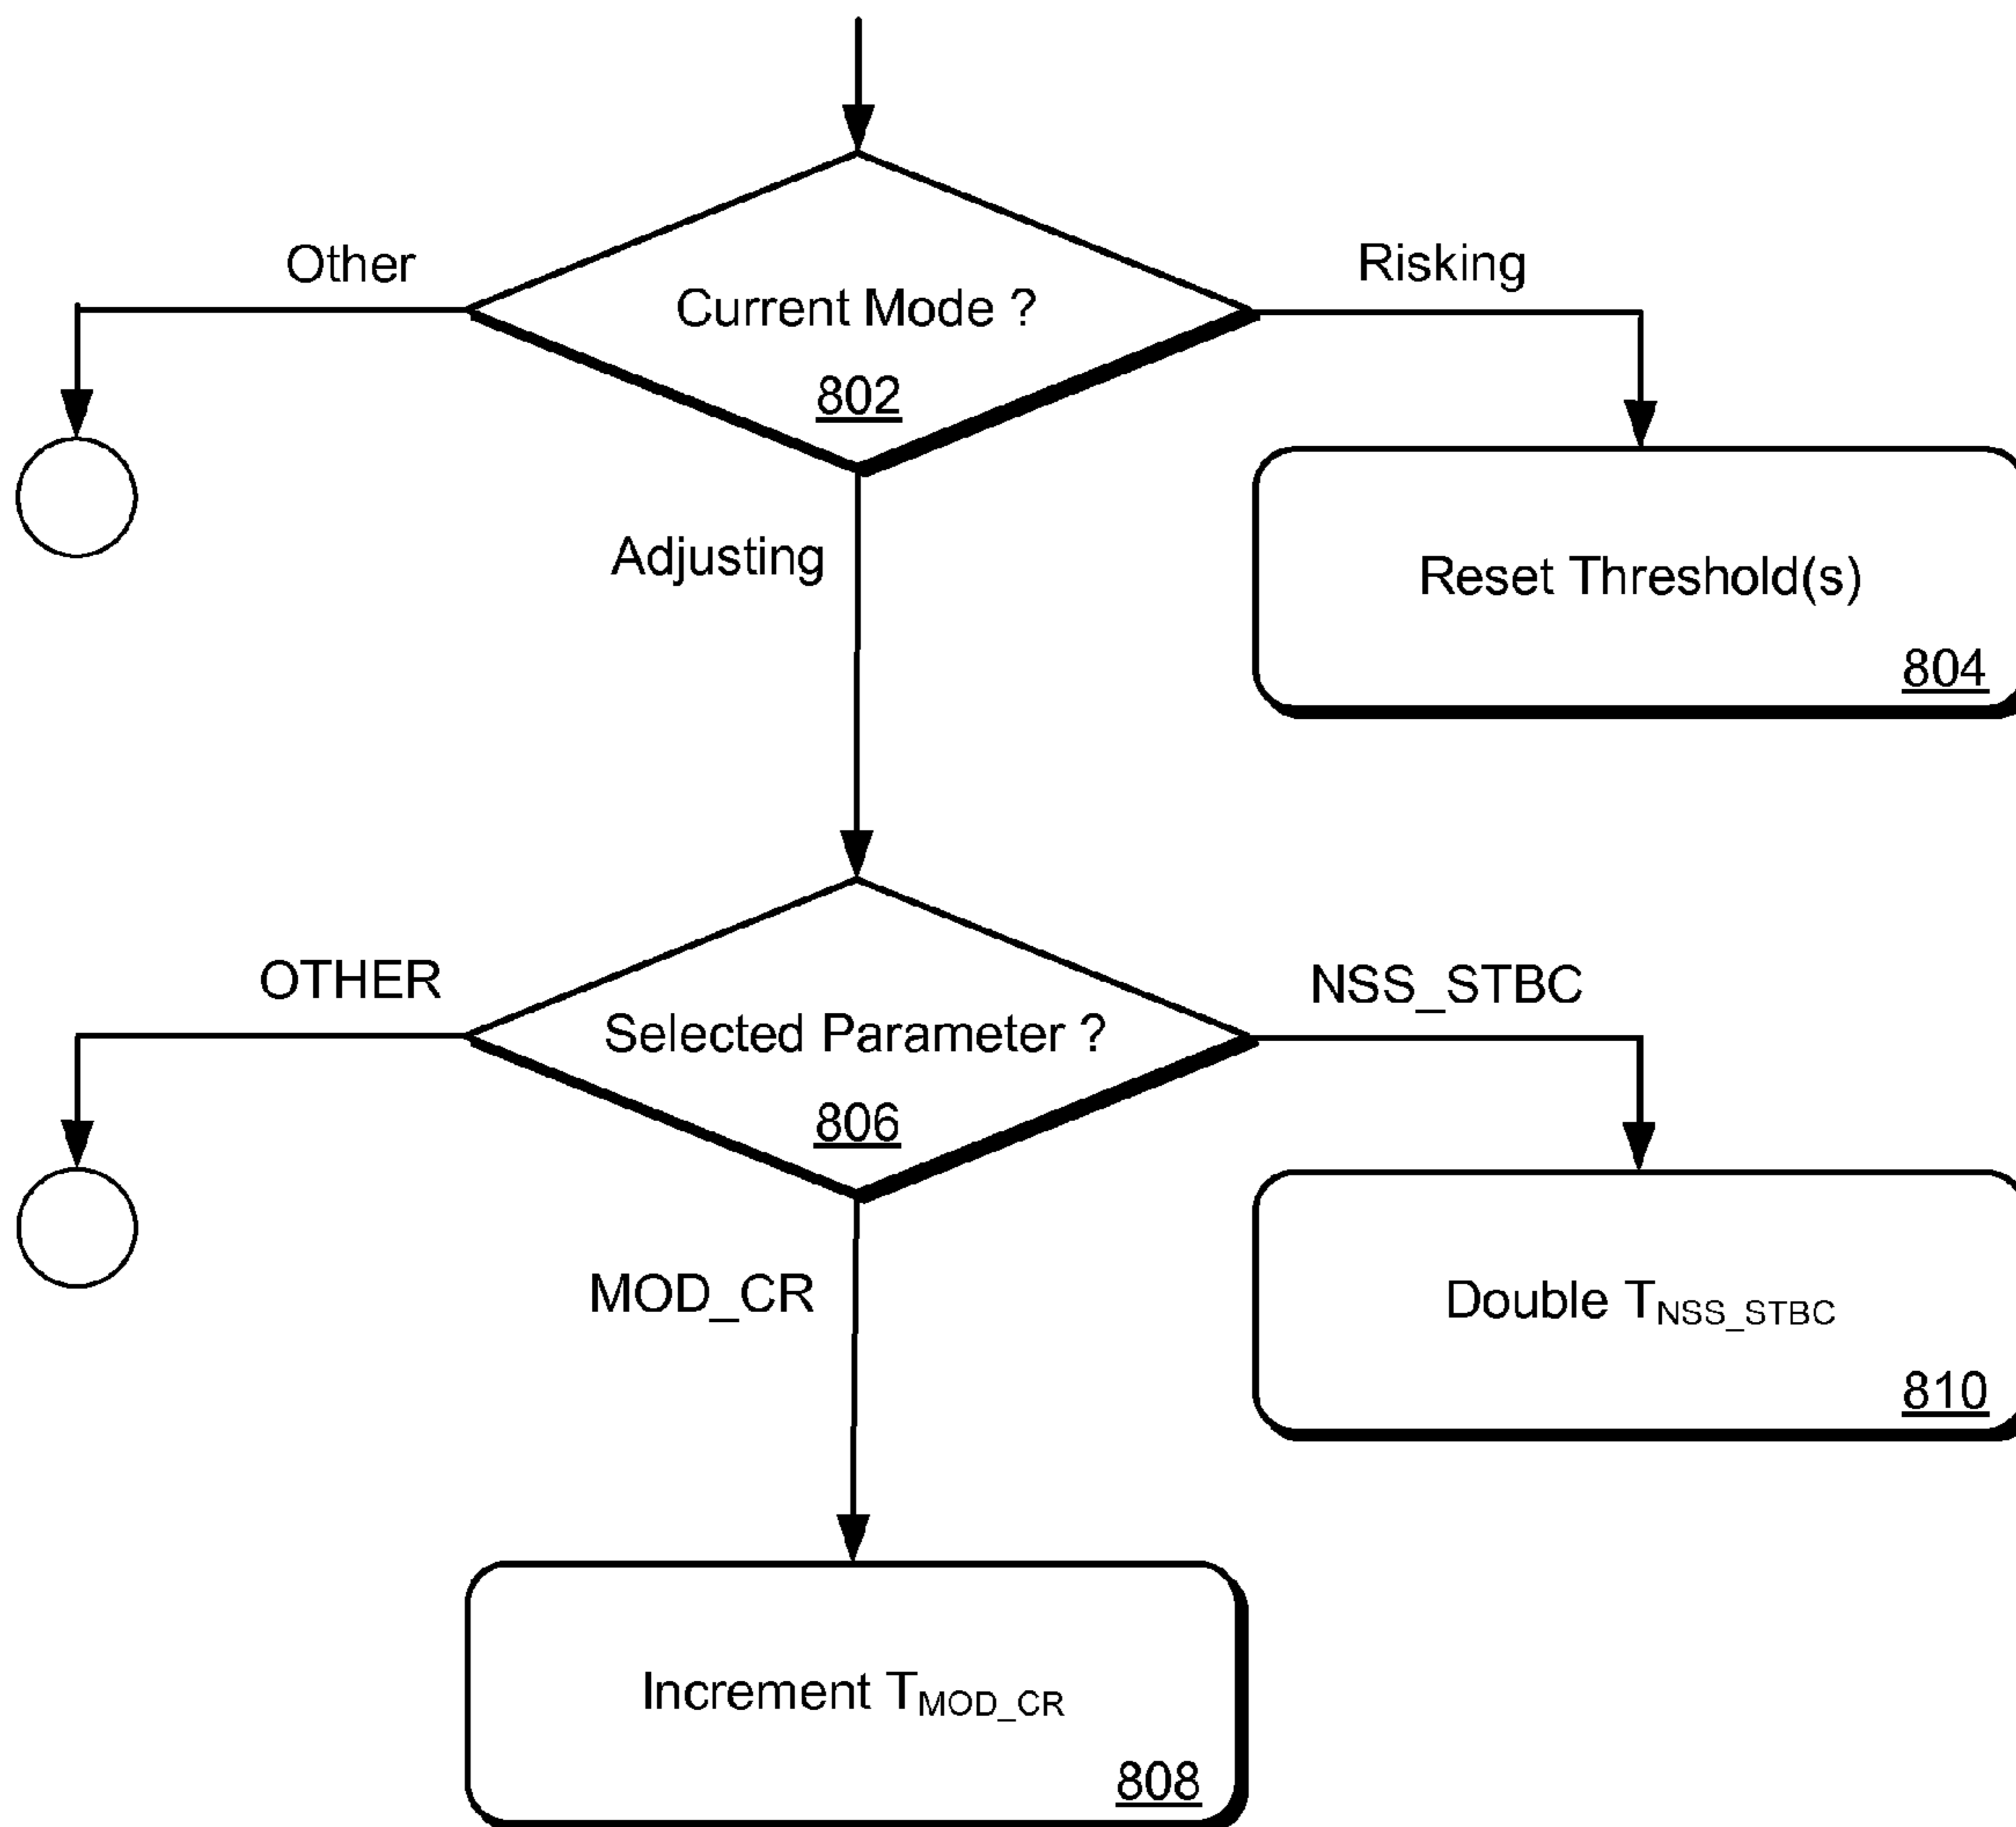 Other
Risking
Current Mode ?
802
Adjusting
Reset Threshold(s)
804
OTHER
NSS_STBC
Selected Parameter ?
806
MOD_CR
Double TNSS_STBC
810
Increment TMOD_CR
808